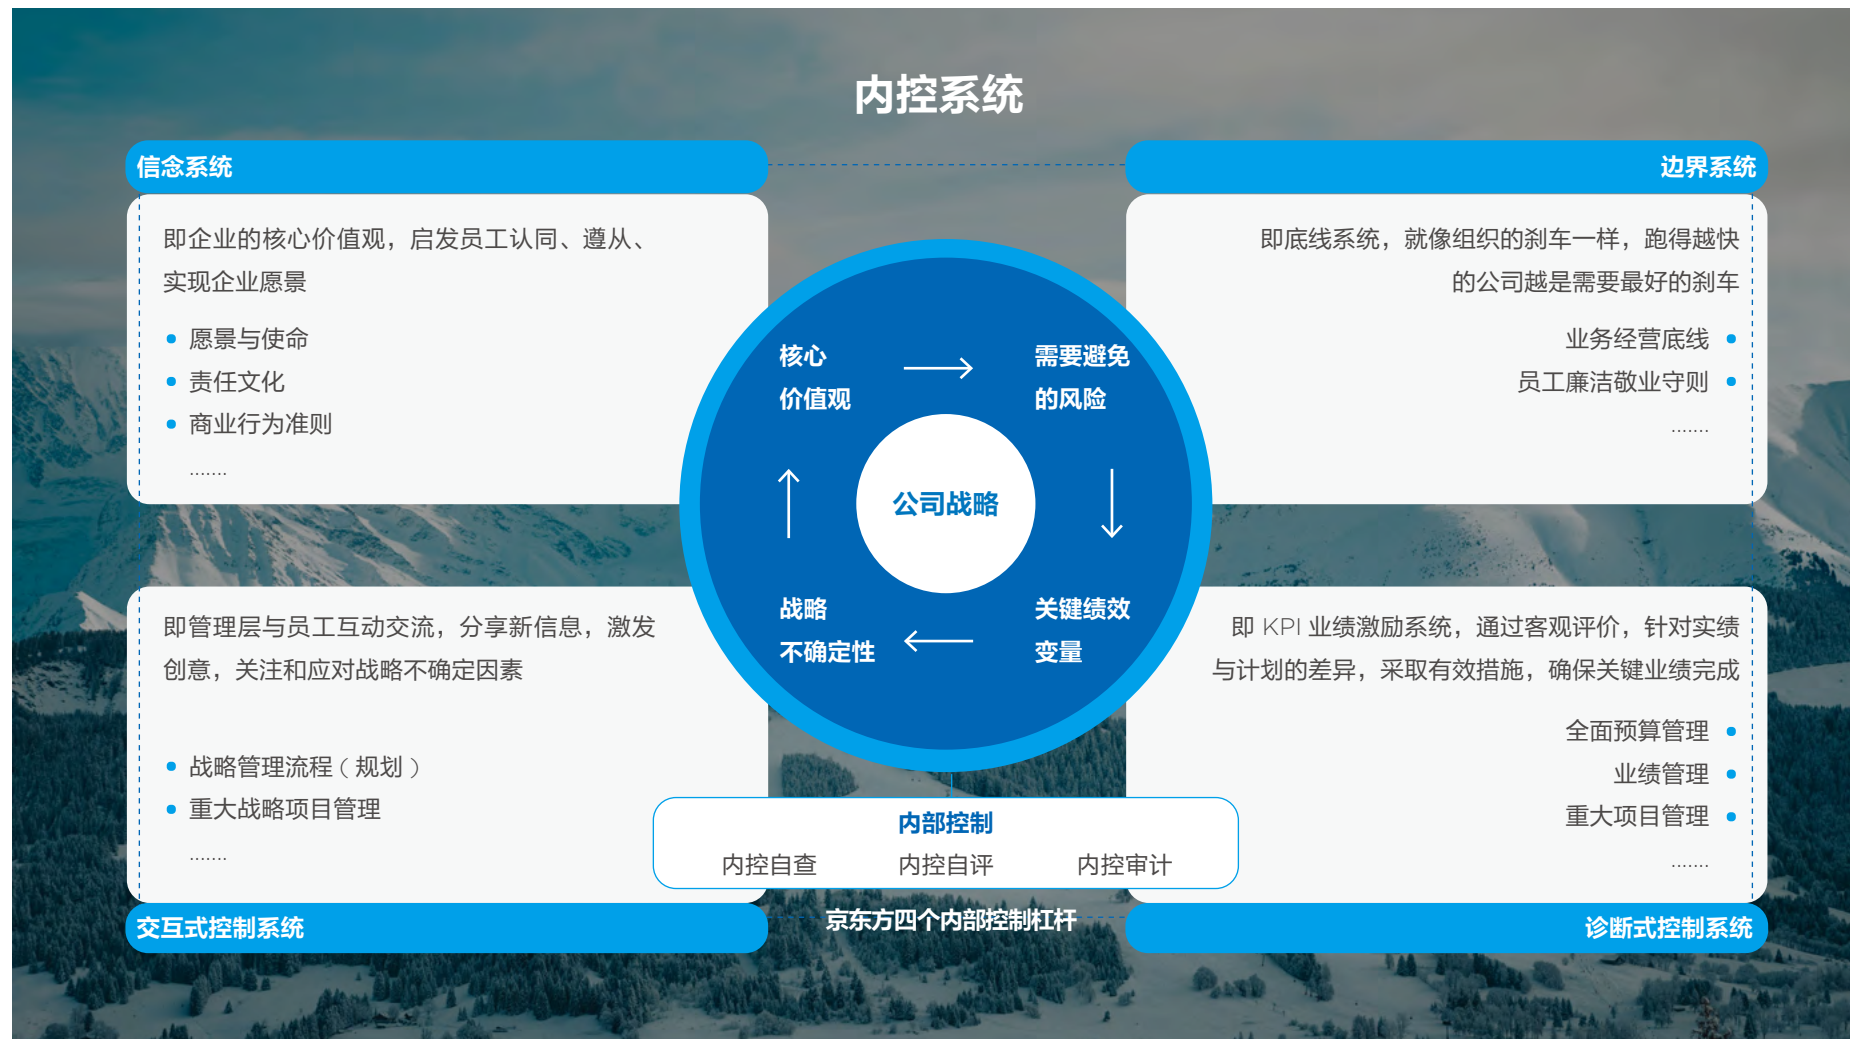 内控系统
信念系统
即企业的核心价值观，启发员工认同、遵从、
实现企业愿景
愿景与使命
责任文化
商业行为准则
.......
边界系统
即底线系统，就像组织的刹车一样，跑得越快
的公司越是需要最好的刹车
业务经营底线
员工廉洁敬业守则
.......
核心
价值观
需要避免
的风险
公司战略
战略
不确定性
关键绩效
变量
即管理层与员工互动交流，分享新信息，激发
创意，关注和应对战略不确定因素
战略管理流程（规划）
重大战略项目管理
.......
交互式控制系统
即 KPI 业绩激励系统，通过客观评价，针对实绩
与计划的差异，采取有效措施，确保关键业绩完成
全面预算管理
业绩管理
重大项目管理
.......
诊断式控制系统
内部控制
内控自查 内控自评 内控审计
京东方四个内部控制杠杆